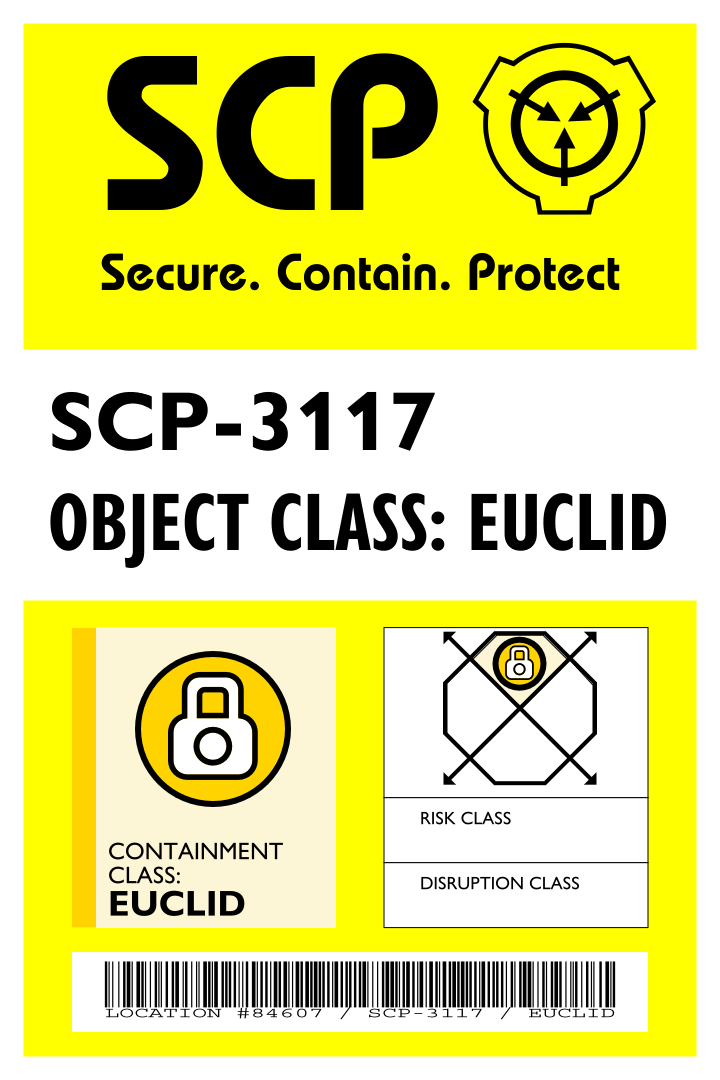 SCP
Secure. Contain. Protect
SCP-3117
OBJECT CLASS: EUCLID
CONTAINMENT
CLASS:
EUCLID
RISK CLASS
DISRUPTION CLASS
LOCATION #84607 / SCP-3117 / EUCLID